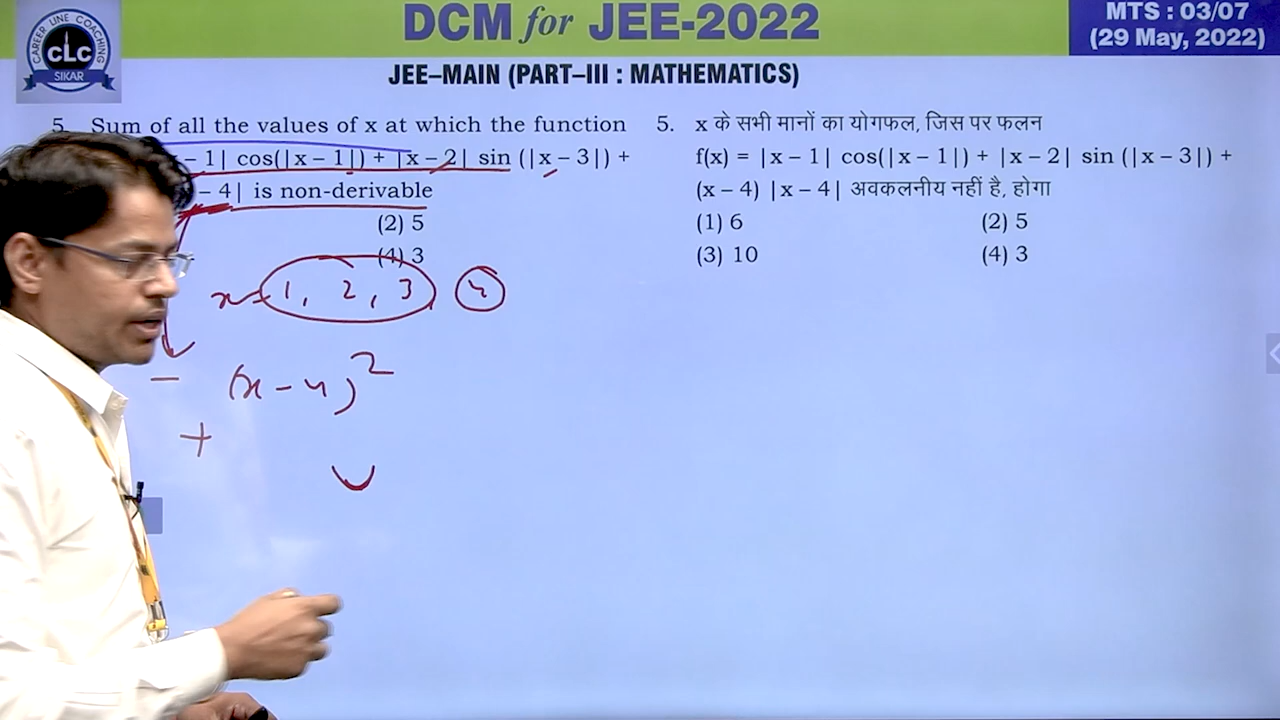 DCM for JEE-2022
MTS : 03/07
(29 May, 2022)
CAREER LINE COACHING
CLC
SIKAR
JEE–MAIN (PART–III : MATHEMATICS)
5. Sum of all the values of x at which the function
x – 1| cos(|x – 1|) + |x – 2| sin (|x – 3|) +
– 4| is non-derivable
(2) 5
(4) 3
x = 1, 2, 3 4
– (x – 4)²
+
5. x के सभी मानों का योगफल, जिस पर फलन
f(x) = |x – 1| cos(|x – 1|) + |x – 2| sin (|x – 3|) +
(x – 4) |x – 4| अवकलनीय नहीं है, होगा
(1) 6 (2) 5
(3) 10 (4) 3